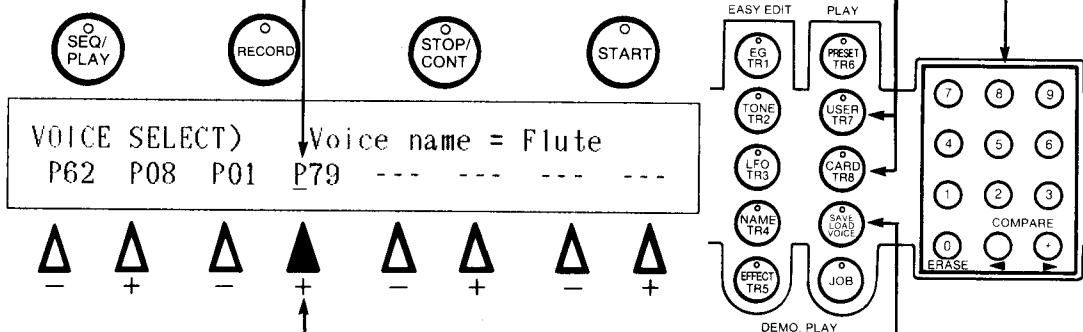 SEQ/
PLAY
RECORD
STOP/
CONT
START
VOICE SELECT) Voice name = Flute
P62 P08 P01 P79 --- --- --- ---
− + − + − + − +
EASY EDIT PLAY
EG
TR1
PRESET
TR6
TONE
TR2
USER
TR7
LFO
TR3
CARD
TR8
NAME
TR4
SAVE
LOAD
VOICE
EFFECT
TR5
JOB
DEMO. PLAY
7 8 9
4 5 6
1 2 3
COMPARE
0 - +
ERASE